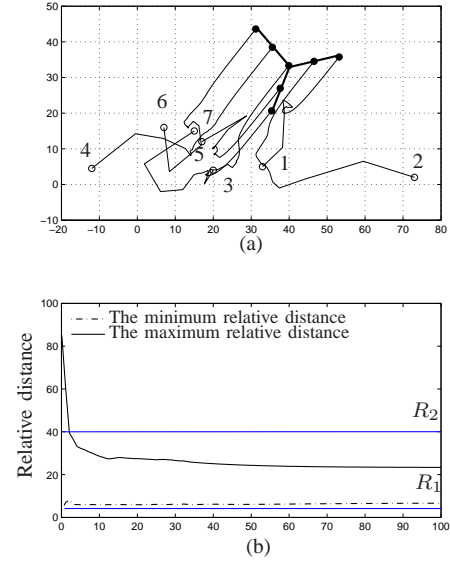 50
40
30
20
10
0
−10
−20 −10 0 10 20 30 40 50 60 70 80
6
7
4
5
3
1
2
(a)
100
80
60
40
20
0
0 10 20 30 40 50 60 70 80 90 100
Relative distance
The minimum relative distance
The maximum relative distance
R2
R1
(b)